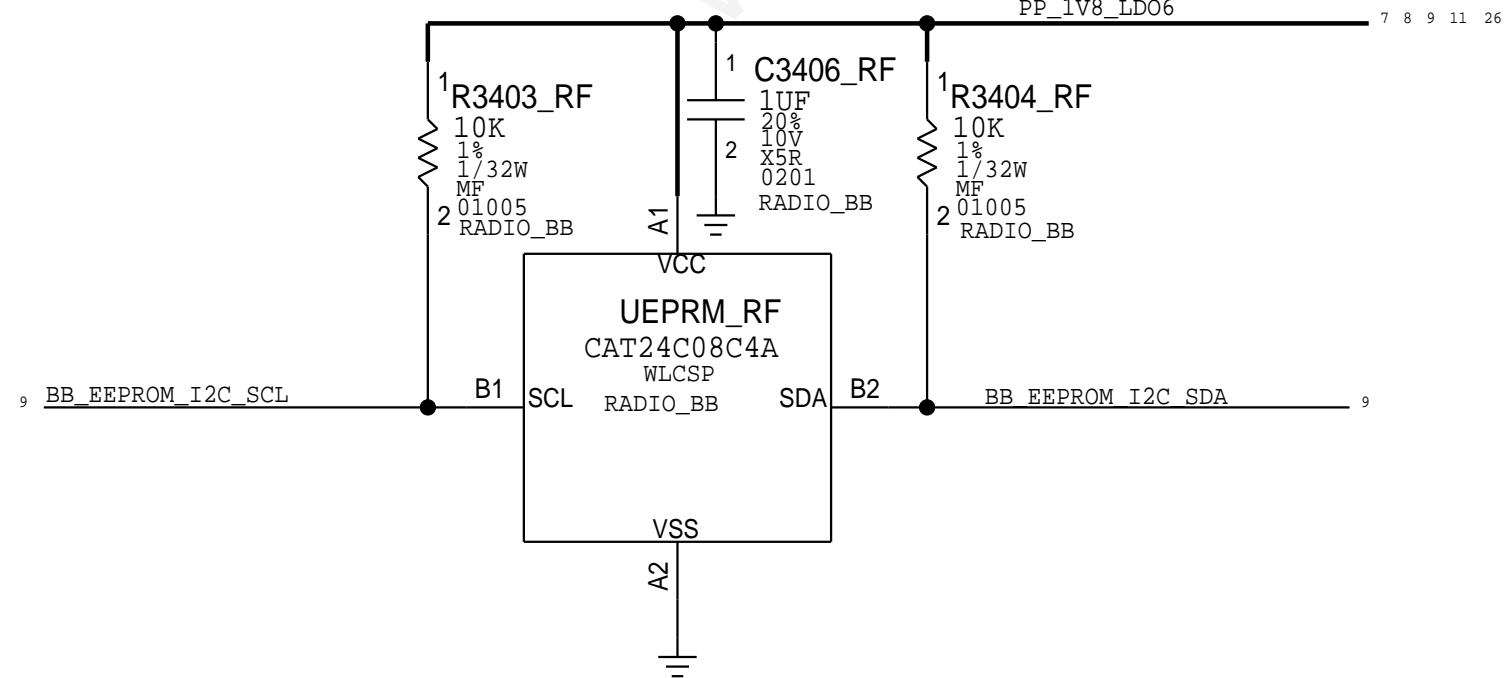 PP_1V8_LDO6
7 8 9 11 26
1
R3403_RF
10K
1%
1/32W
MF
01005
2
RADIO_BB
1
C3406_RF
1UF
20%
10V
X5R
0201
2
RADIO_BB
1
R3404_RF
10K
1%
1/32W
MF
01005
2
RADIO_BB
A1
VCC
UEPRM_RF
CAT24C08C4A
WLCSP
RADIO_BB
9 BB_EEPROM_I2C_SCL
B1
SCL
SDA
B2
BB_EEPROM_I2C_SDA 9
VSS
A2